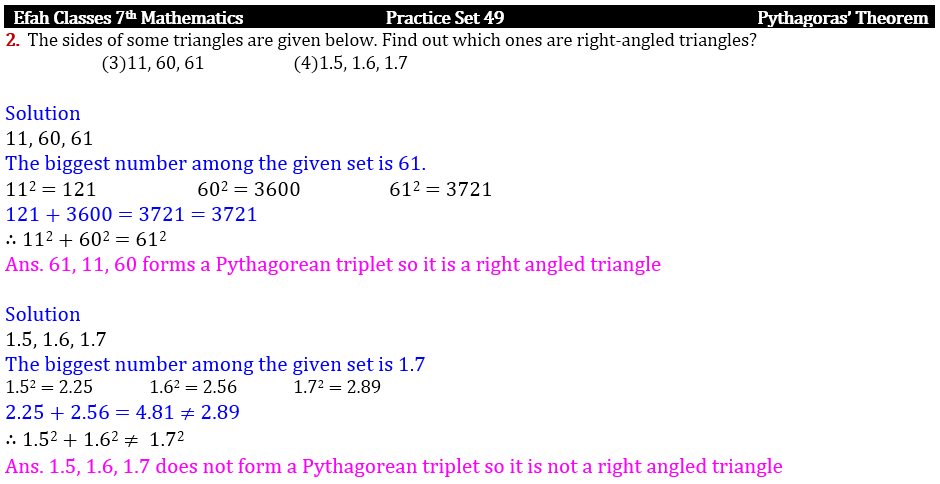 Efah Classes 7th Mathematics Practice Set 49 Pythagoras' Theorem
2. The sides of some triangles are given below. Find out which ones are right-angled triangles?
(3)11, 60, 61 (4)1.5, 1.6, 1.7
Solution
11, 60, 61
The biggest number among the given set is 61.
11² = 121 60² = 3600 61² = 3721
121 + 3600 = 3721 = 3721
∴ 11² + 60² = 61²
Ans. 61, 11, 60 forms a Pythagorean triplet so it is a right angled triangle
Solution
1.5, 1.6, 1.7
The biggest number among the given set is 1.7
1.5² = 2.25 1.6² = 2.56 1.7² = 2.89
2.25 + 2.56 = 4.81 ≠ 2.89
∴ 1.5² + 1.6² ≠ 1.7²
Ans. 1.5, 1.6, 1.7 does not form a Pythagorean triplet so it is not a right angled triangle